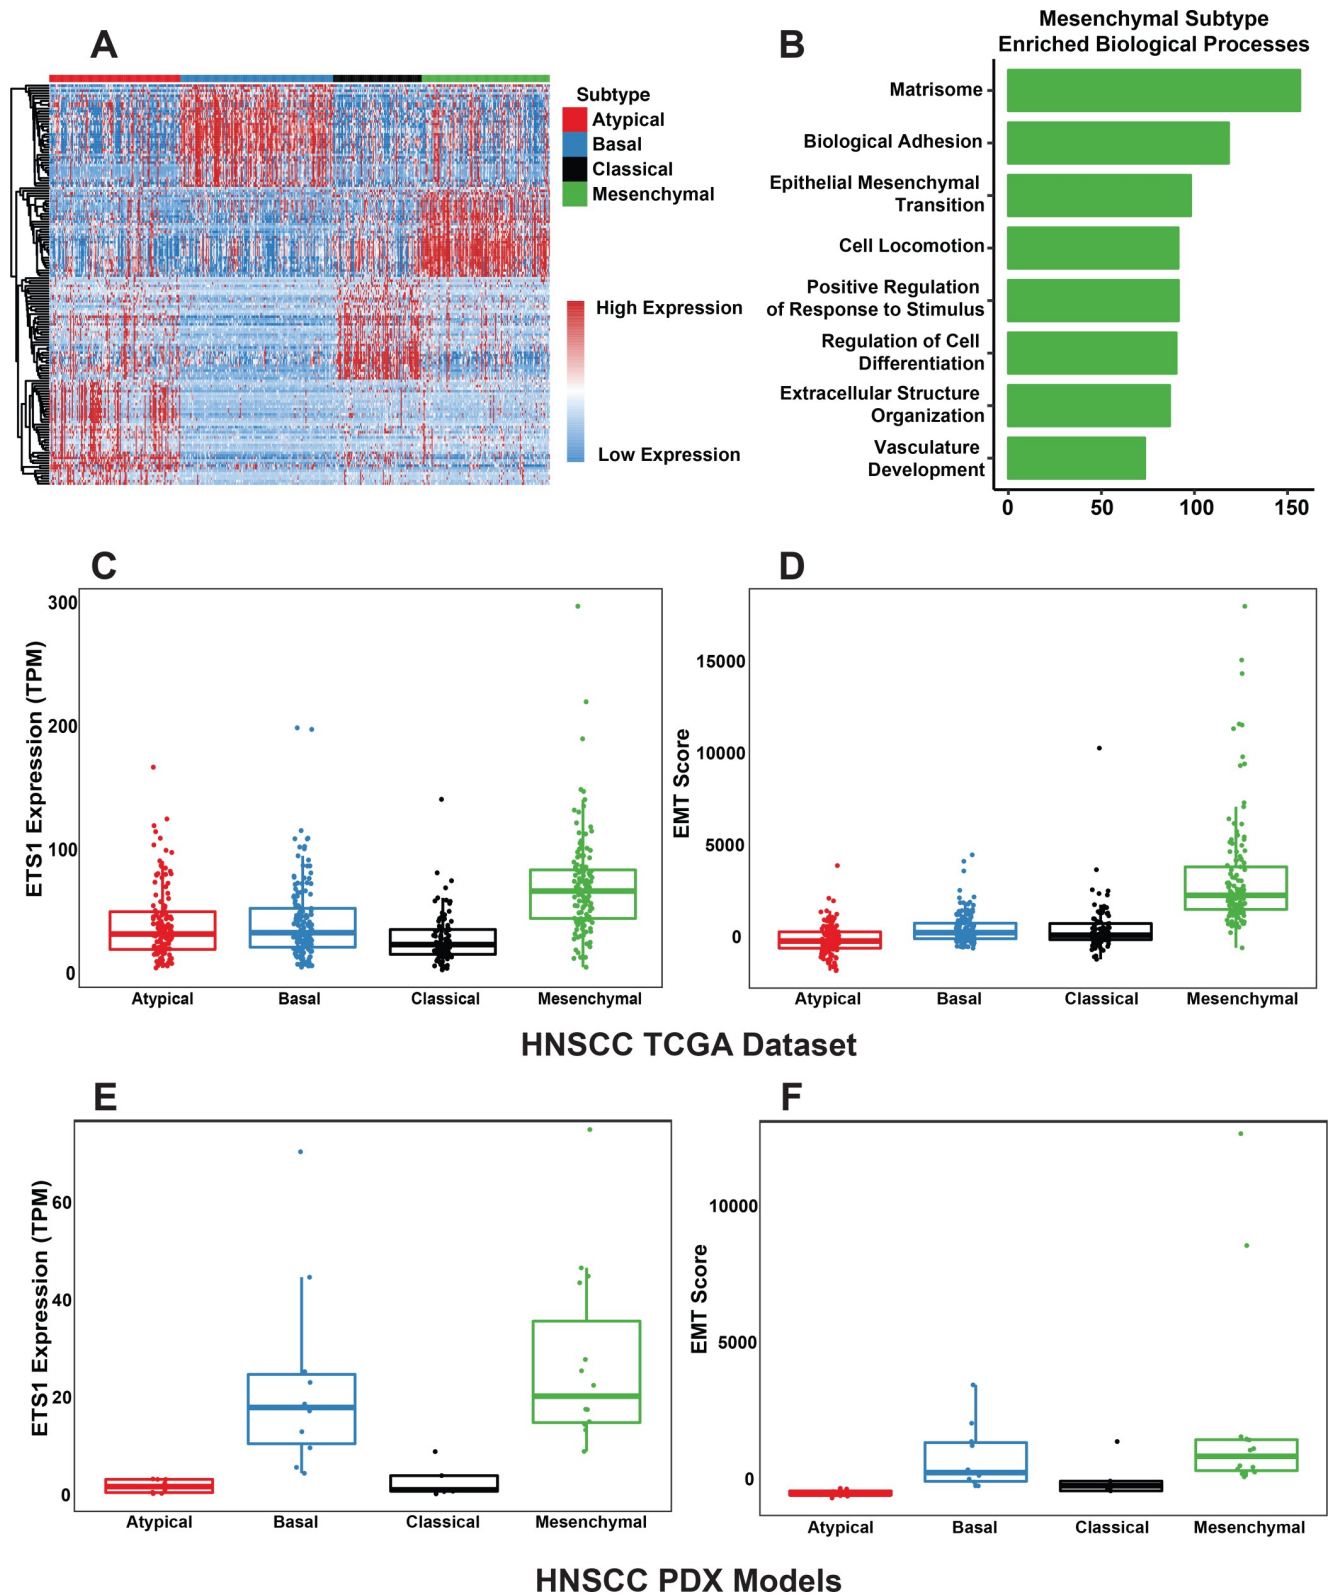 A
Subtype
Atypical
Basal
Classical
Mesenchymal
High Expression
Low Expression
B
Mesenchymal Subtype
Enriched Biological Processes
Matrisome
Biological Adhesion
Epithelial Mesenchymal
Transition
Cell Locomotion
Positive Regulation
of Response to Stimulus
Regulation of Cell
Differentiation
Extracellular Structure
Organization
Vasculature
Development
0 50 100 150
C
ETS1 Expression (TPM)
300
200
100
0
Atypical Basal Classical Mesenchymal
D
EMT Score
15000
10000
5000
0
Atypical Basal Classical Mesenchymal
HNSCC TCGA Dataset
E
ETS1 Expression (TPM)
60
40
20
0
Atypical Basal Classical Mesenchymal
F
EMT Score
10000
5000
0
Atypical Basal Classical Mesenchymal
HNSCC PDX Models